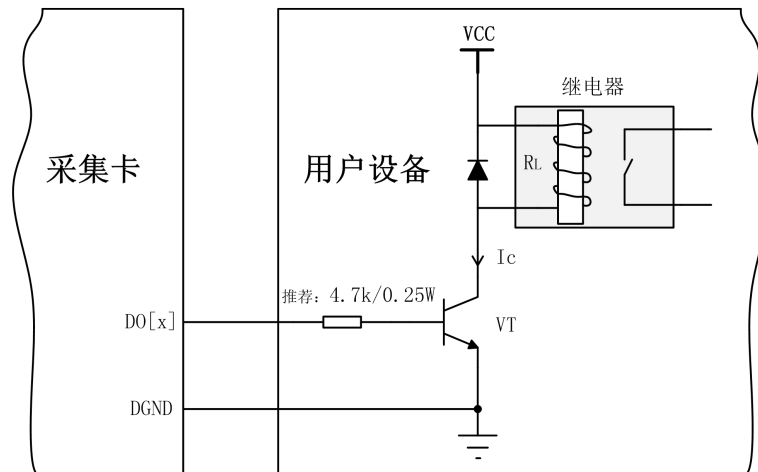 VCC
继电器
采集卡
用户设备
RL
Ic
推荐: 4.7k/0.25W
DO[x]
VT
DGND